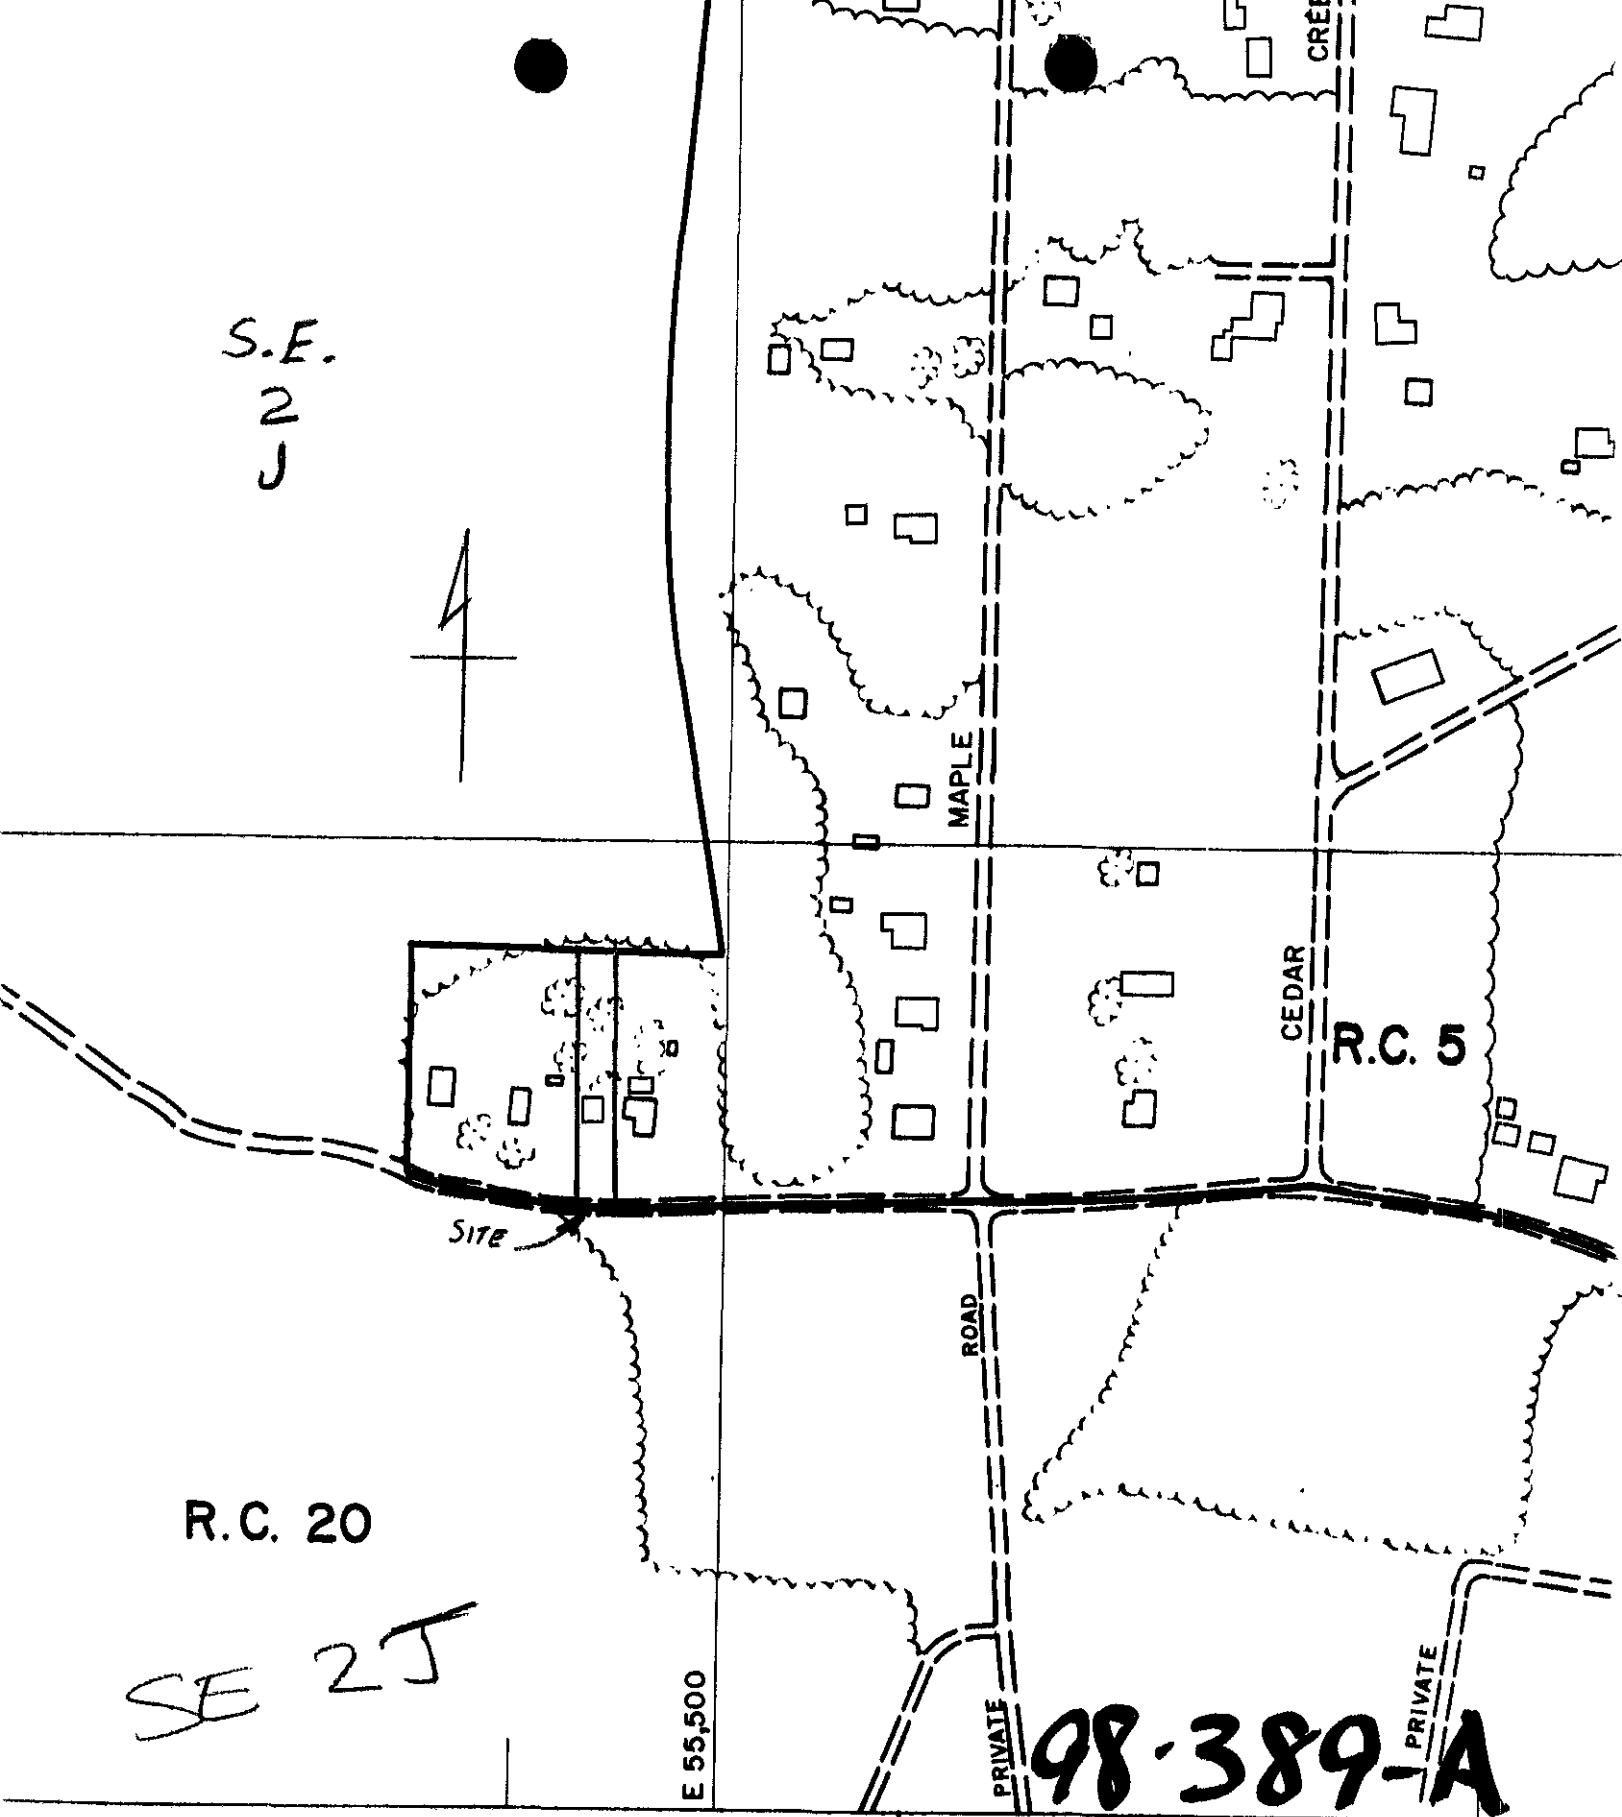 CREE
S.E.
2
J
MAPLE
CEDAR
R.C. 5
SITE
ROAD
R.C. 20
SE 2J
E 55,500
PRIVATE
PRIVATE
98-389-A